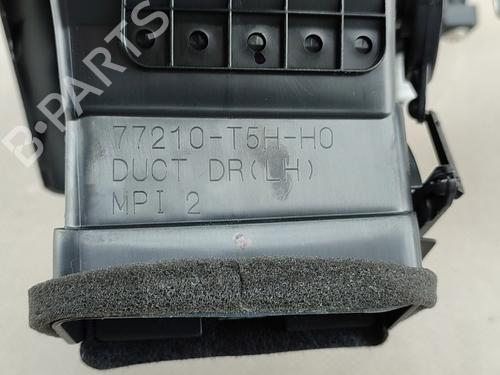 B-PARTS
77210-T5H-H0
DUCT DR(LH)
MPI 2